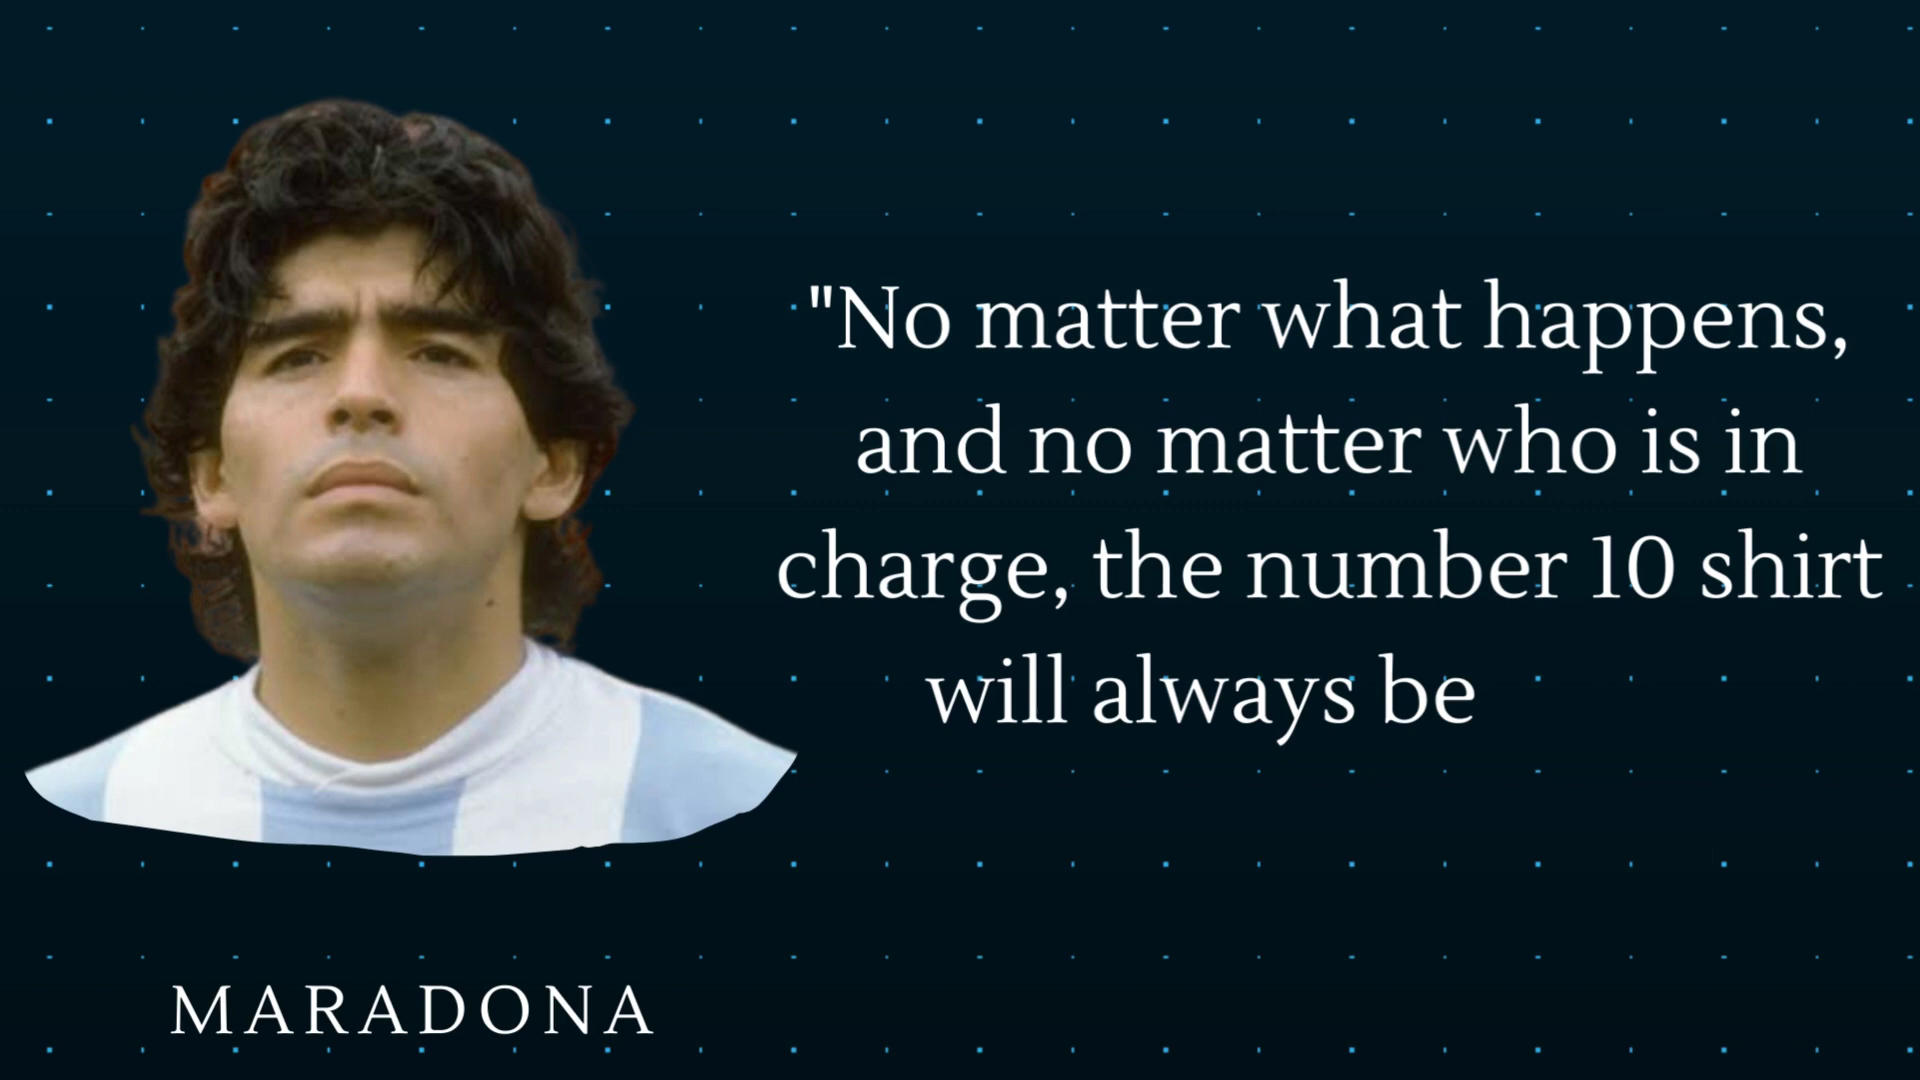 "No matter what happens,
and no matter who is in
charge, the number 10 shirt
will always be
MARADONA